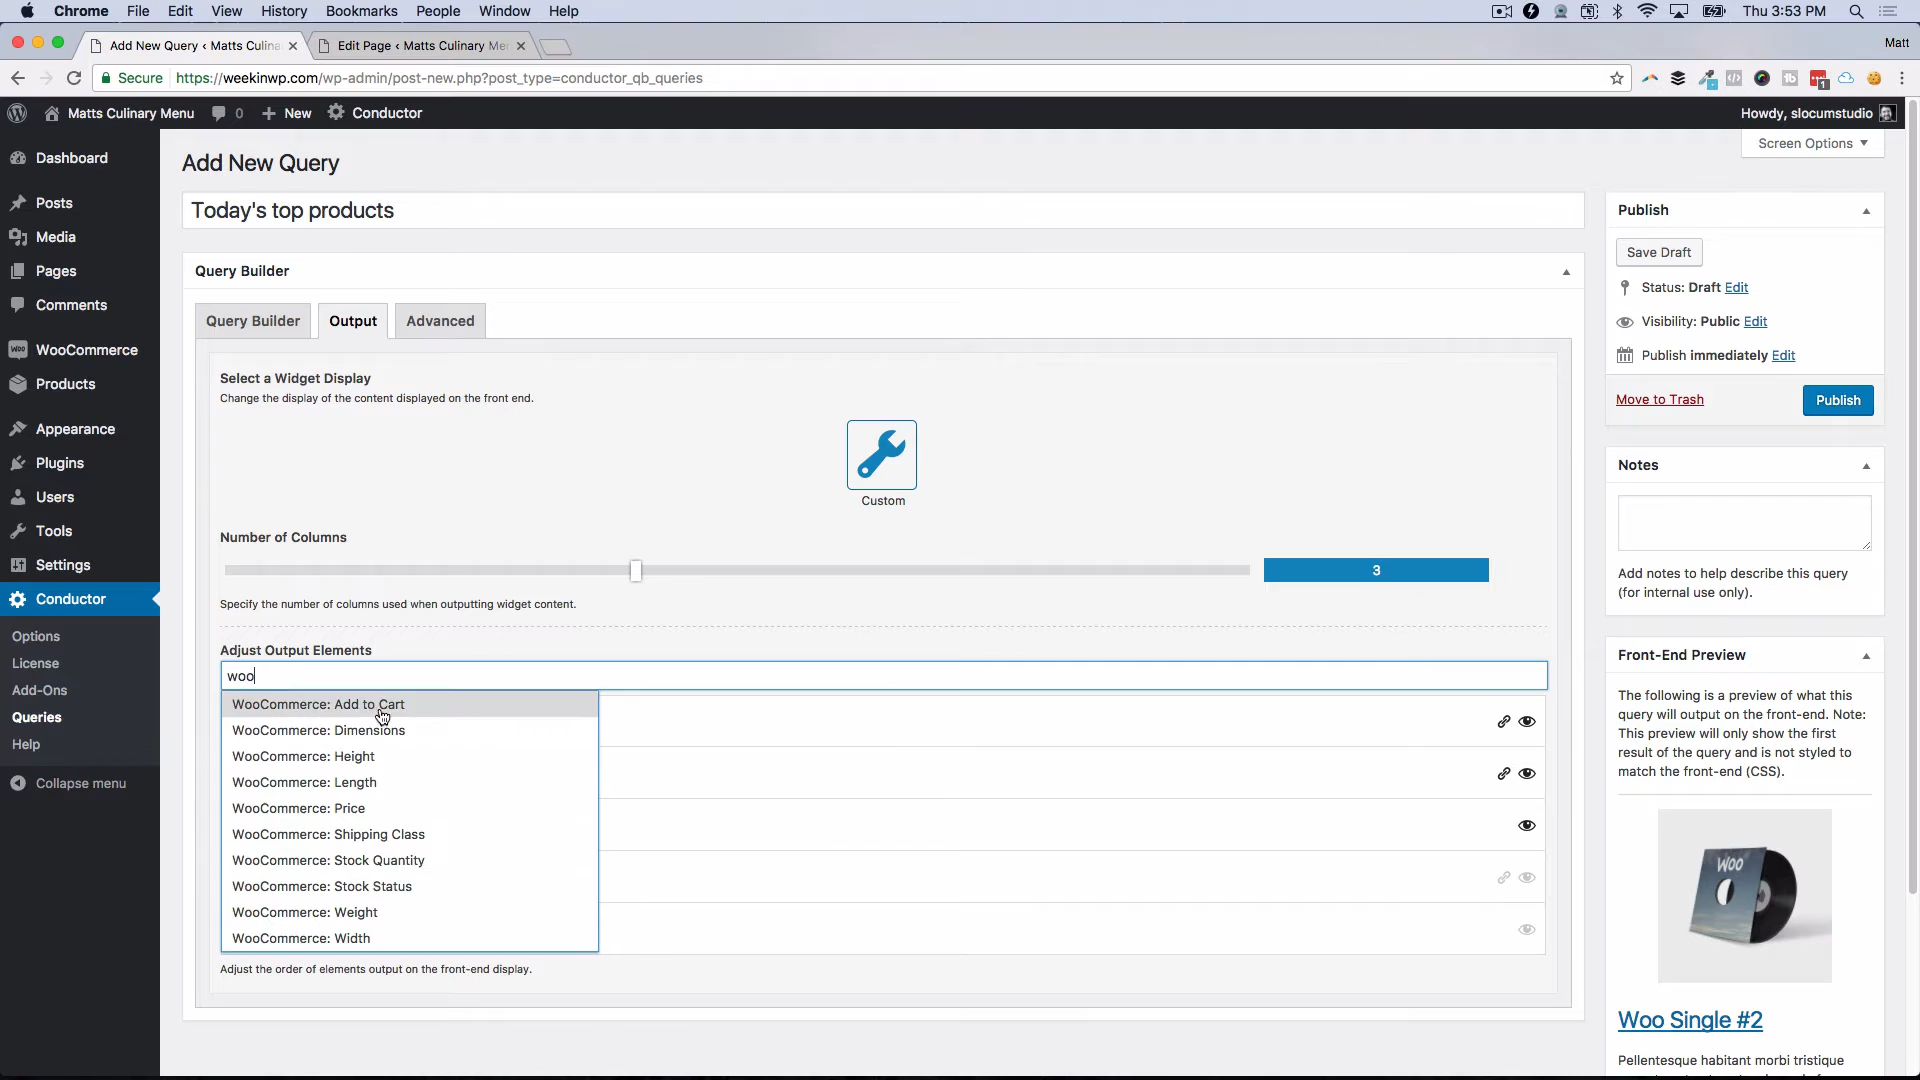 Chrome File Edit View History Bookmarks People Window Help Thu 3:53 PM
Add New Query ‹ Matts Culina Edit Page ‹ Matts Culinary Me Matt
Secure https://weekinwp.com/wp-admin/post-new.php?post_type=conductor_qb_queries
Matts Culinary Menu 0 New Conductor Howdy, slocumstudio
Screen Options
Dashboard
Posts
Media
Pages
Comments
WooCommerce
Products
Appearance
Plugins
Users
Tools
Settings
Conductor
Options
License
Add-Ons
Queries
Help
Collapse menu
Add New Query
Today's top products
Query Builder
Query Builder Output Advanced
Select a Widget Display
Change the display of the content displayed on the front end.
Custom
Number of Columns
3
Specify the number of columns used when outputting widget content.
Adjust Output Elements
woo
WooCommerce: Add to Cart
WooCommerce: Dimensions
WooCommerce: Height
WooCommerce: Length
WooCommerce: Price
WooCommerce: Shipping Class
WooCommerce: Stock Quantity
WooCommerce: Stock Status
WooCommerce: Weight
WooCommerce: Width
Adjust the order of elements output on the front-end display.
Publish
Save Draft
Status: Draft Edit
Visibility: Public Edit
Publish immediately Edit
Move to Trash Publish
Notes
Add notes to help describe this query
(for internal use only).
Front-End Preview
The following is a preview of what this
query will output on the front-end. Note:
This preview will only show the first
result of the query and is not styled to
match the front-end (CSS).
WOO
Woo Single #2
Pellentesque habitant morbi tristique